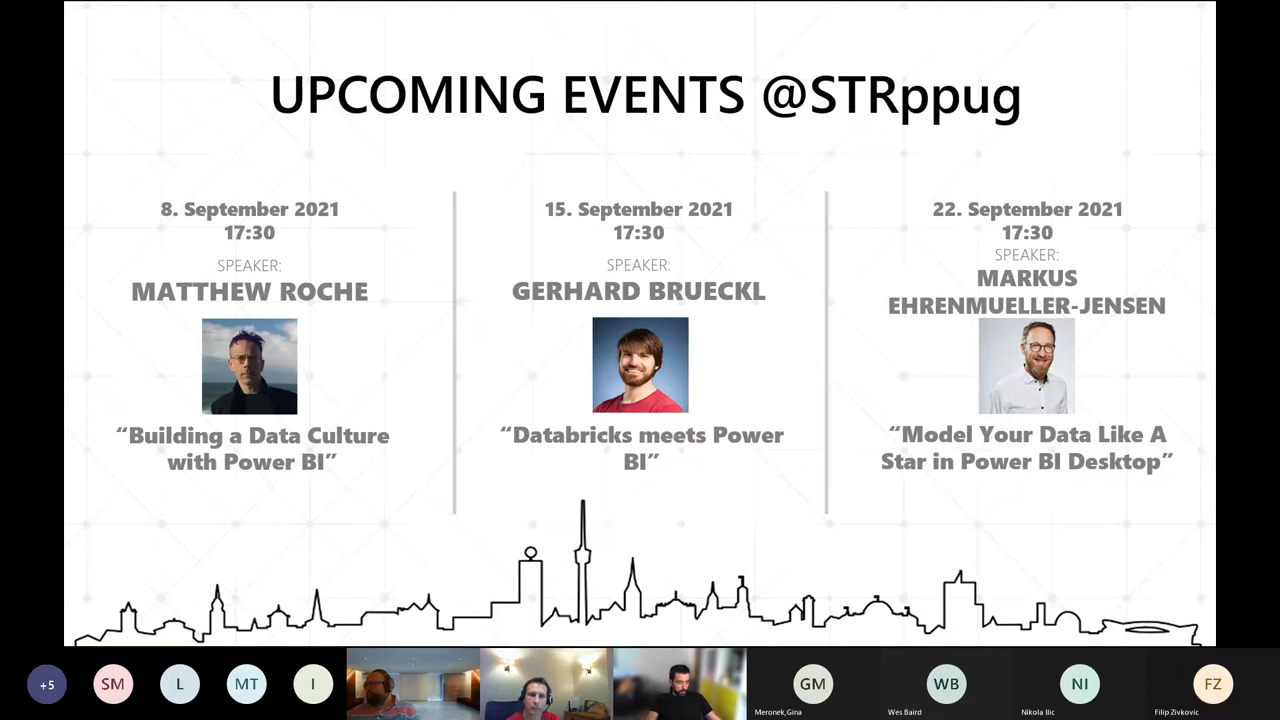 UPCOMING EVENTS @STRppug
8. September 2021
17:30
SPEAKER:
MATTHEW ROCHE
“Building a Data Culture
with Power BI”
15. September 2021
17:30
SPEAKER:
GERHARD BRUECKL
“Databricks meets Power
BI”
22. September 2021
17:30
SPEAKER:
MARKUS
EHRENMUELLER-JENSEN
“Model Your Data Like A
Star in Power BI Desktop”
+5
SM
L
MT
I
GM
Meronek,Gina
WB
Wes Baird
NI
Nikola Ilic
FZ
Filip Zivkovic